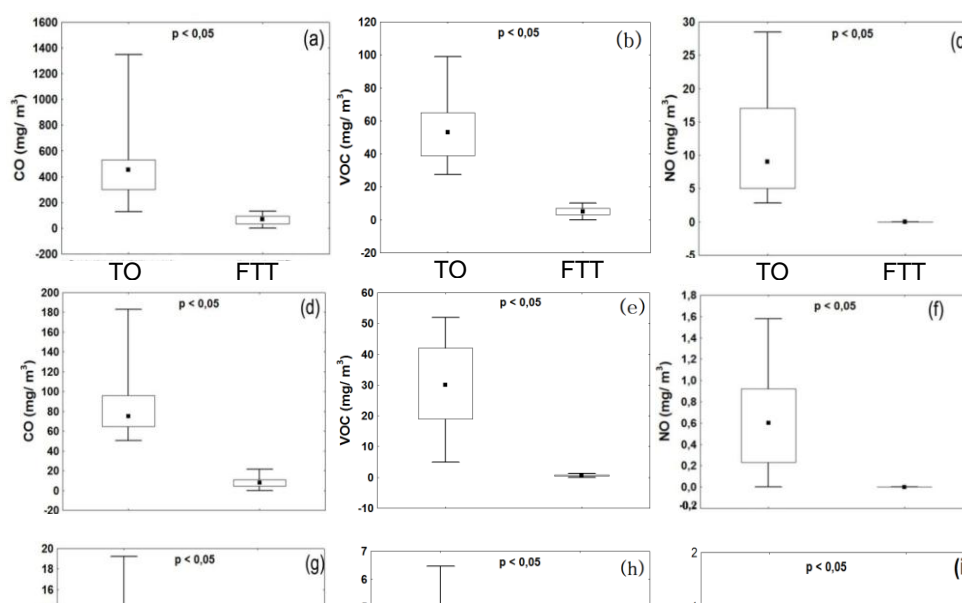 1600
1400
1200
1000
800
600
400
200
0
-200
CO (mg/ m³)
p < 0,05
(a)
TO
FTT
120
100
80
60
40
20
0
-20
VOC (mg/ m³)
p < 0,05
(b)
TO
FTT
30
25
20
15
10
5
0
-5
NO (mg/ m³)
p < 0,05
TO
FTT
200
180
160
140
120
100
80
60
40
20
0
-20
CO (mg/ m³)
p < 0,05
(d)
60
50
40
30
20
10
0
-10
VOC (mg/ m³)
p < 0,05
(e)
1,8
1,6
1,4
1,2
1,0
0,8
0,6
0,4
0,2
0,0
-0,2
NO (mg/ m³)
p < 0,05
(f)
20
18
16
p < 0,05
(g)
7
6
p < 0,05
(h)
2
p < 0,05
(i